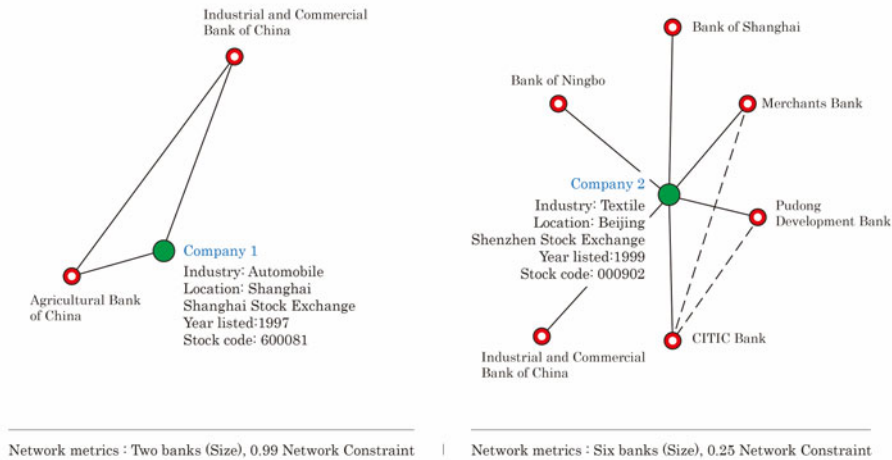 Industrial and Commercial
Bank of China
Agricultural Bank
of China
Company 1
Industry: Automobile
Location: Shanghai
Shanghai Stock Exchange
Year listed:1997
Stock code: 600081
Network metrics : Two banks (Size), 0.99 Network Constraint
Bank of Shanghai
Bank of Ningbo
Merchants Bank
Company 2
Industry: Textile
Location: Beijing
Shenzhen Stock Exchange
Year listed:1999
Stock code: 000902
Pudong
Development Bank
CITIC Bank
Industrial and Commercial
Bank of China
Network metrics : Six banks (Size), 0.25 Network Constraint